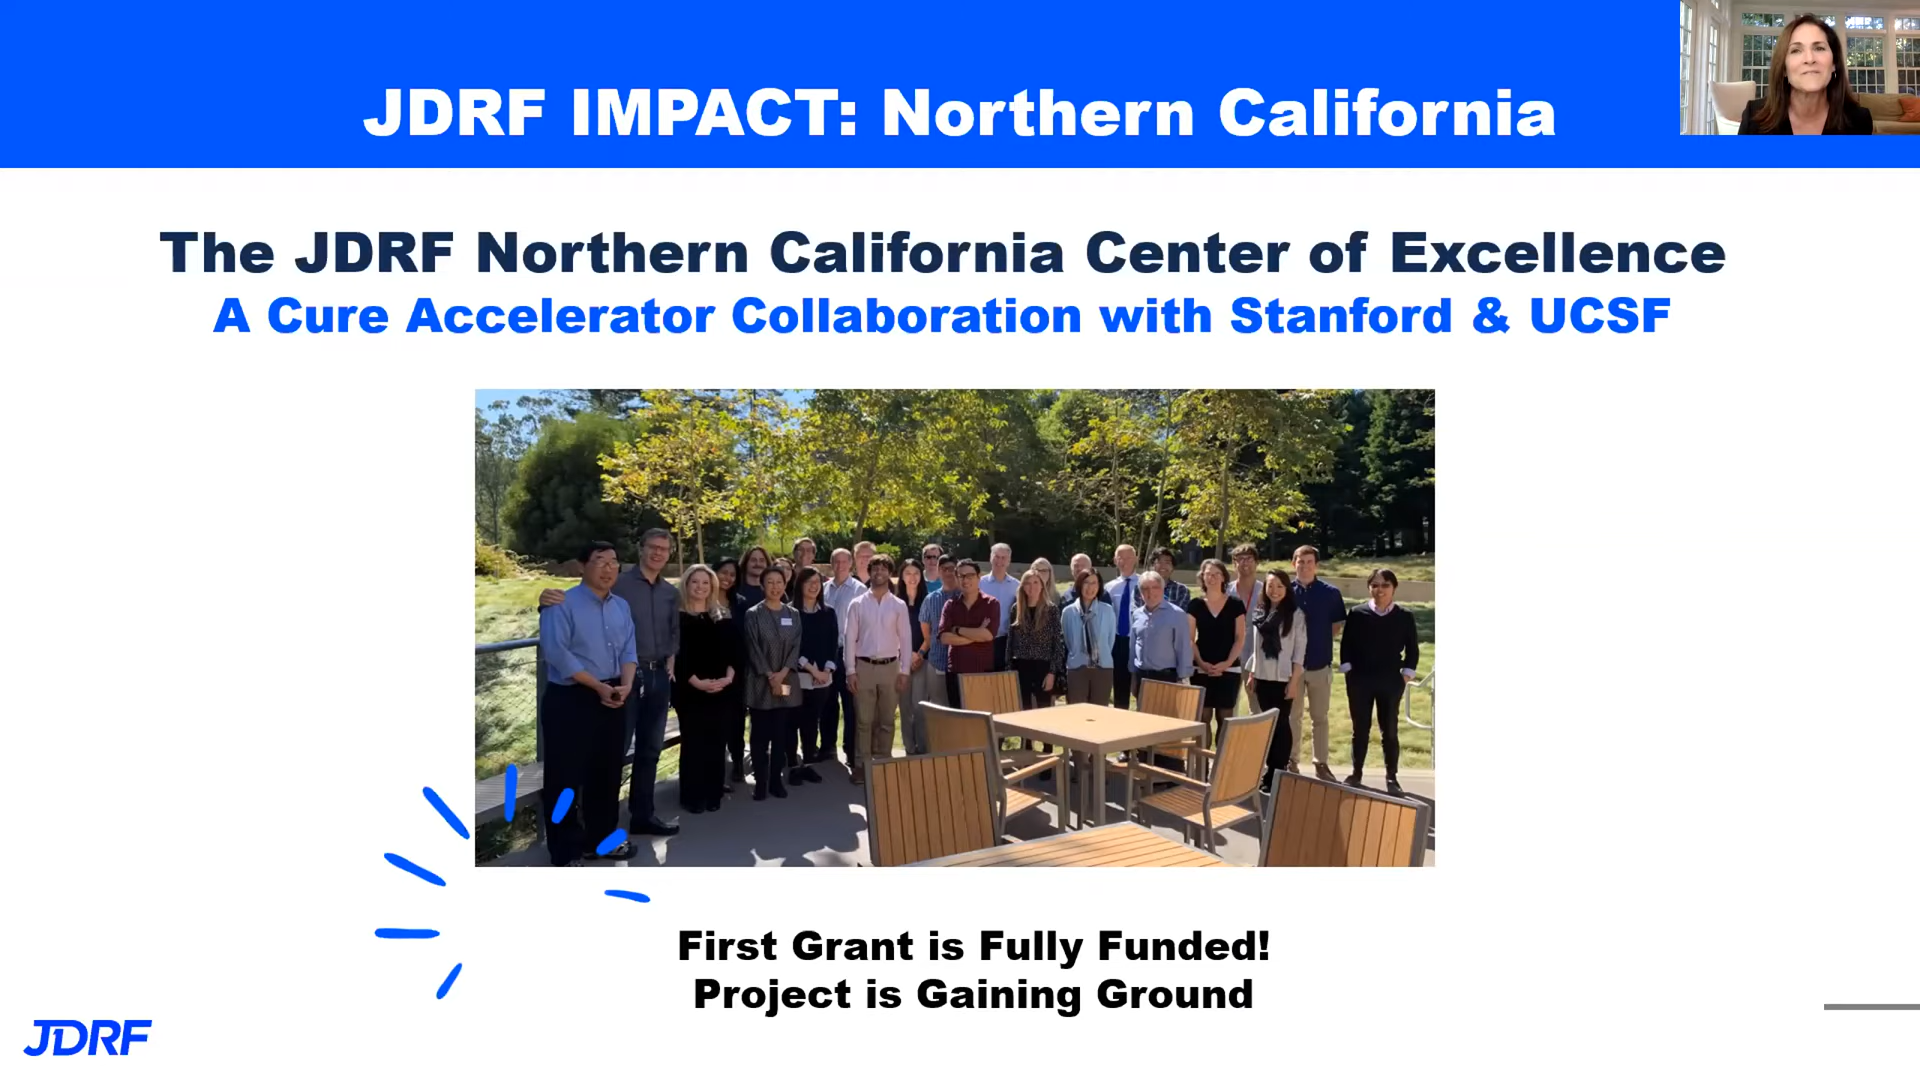 JDRF IMPACT: Northern California
The JDRF Northern California Center of Excellence
A Cure Accelerator Collaboration with Stanford & UCSF
First Grant is Fully Funded!
Project is Gaining Ground
JDRF